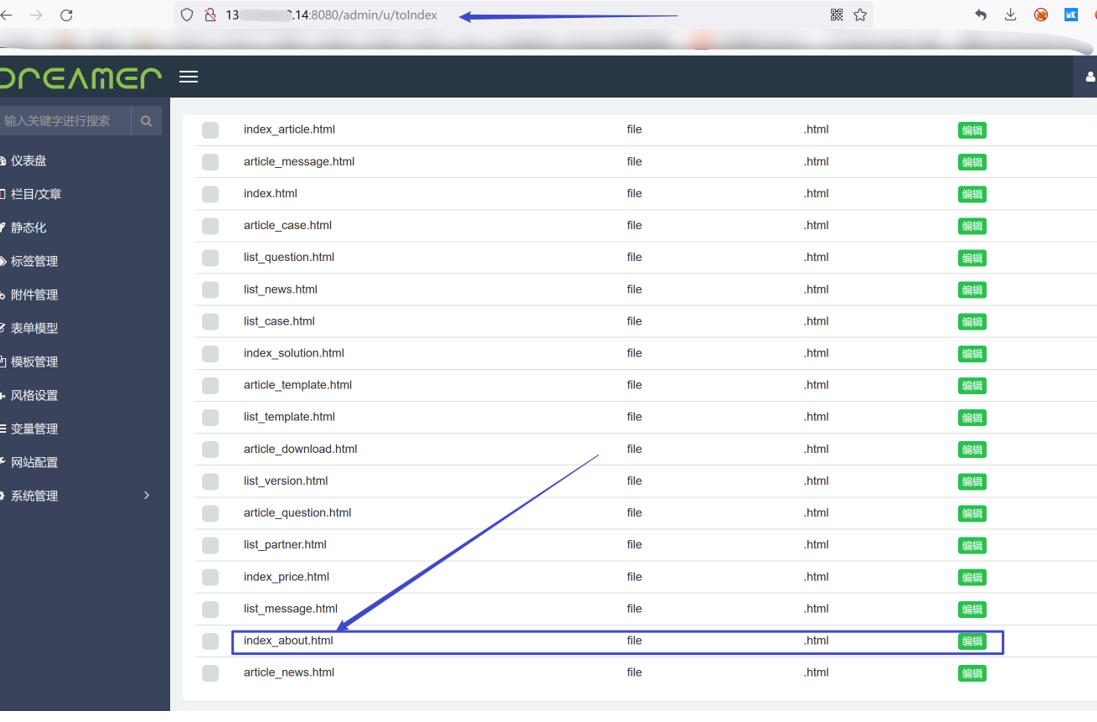 13 .14:8080/admin/u/toIndex
DREAMER
输入关键字进行搜索
仪表盘
栏目/文章
静态化
标签管理
附件管理
表单模型
模板管理
风格设置
变量管理
网站配置
系统管理
index_article.html file .html 编辑
article_message.html file .html 编辑
index.html file .html 编辑
article_case.html file .html 编辑
list_question.html file .html 编辑
list_news.html file .html 编辑
list_case.html file .html 编辑
index_solution.html file .html 编辑
article_template.html file .html 编辑
list_template.html file .html 编辑
article_download.html file .html 编辑
list_version.html file .html 编辑
article_question.html file .html 编辑
list_partner.html file .html 编辑
index_price.html file .html 编辑
list_message.html file .html 编辑
index_about.html file .html 编辑
article_news.html file .html 编辑